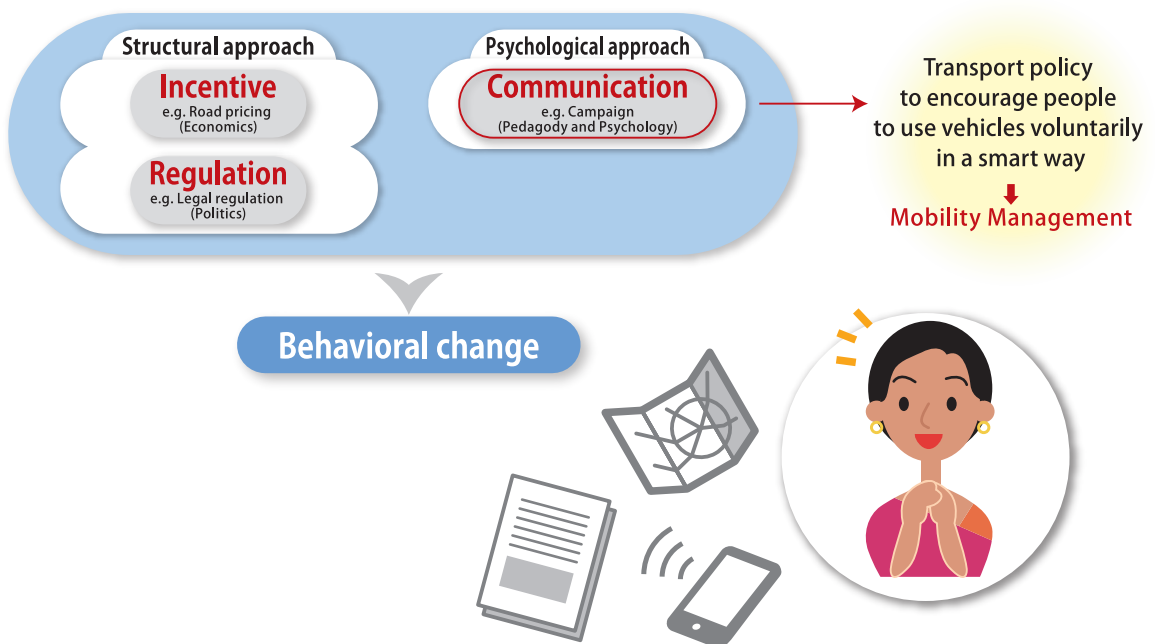 Structural approach
Incentive
e.g. Road pricing
(Economics)
Regulation
e.g. Legal regulation
(Politics)
Psychological approach
Communication
e.g. Campaign
(Pedagody and Psychology)
Transport policy
to encourage people
to use vehicles voluntarily
in a smart way
Mobility Management
Behavioral change